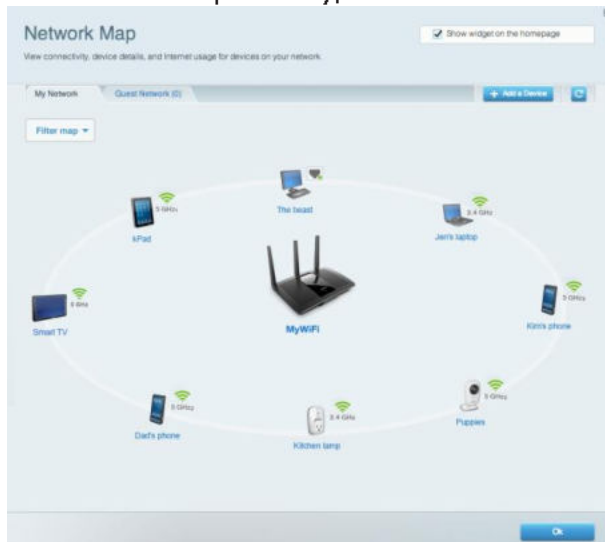 Network Map
Show widget on the homepage
View connectivity, device details, and Internet usage for devices on your network.
My Network
Guest Network (0)
+ Add a Device
Filter map
The beast
5 GHz
kPad
2.4 GHz
Jen's laptop
5 GHz
Smart TV
MyWiFi
5 GHz
Kim's phone
5 GHz
Dad's phone
2.4 GHz
Kitchen lamp
5 GHz
Puppies
Ok